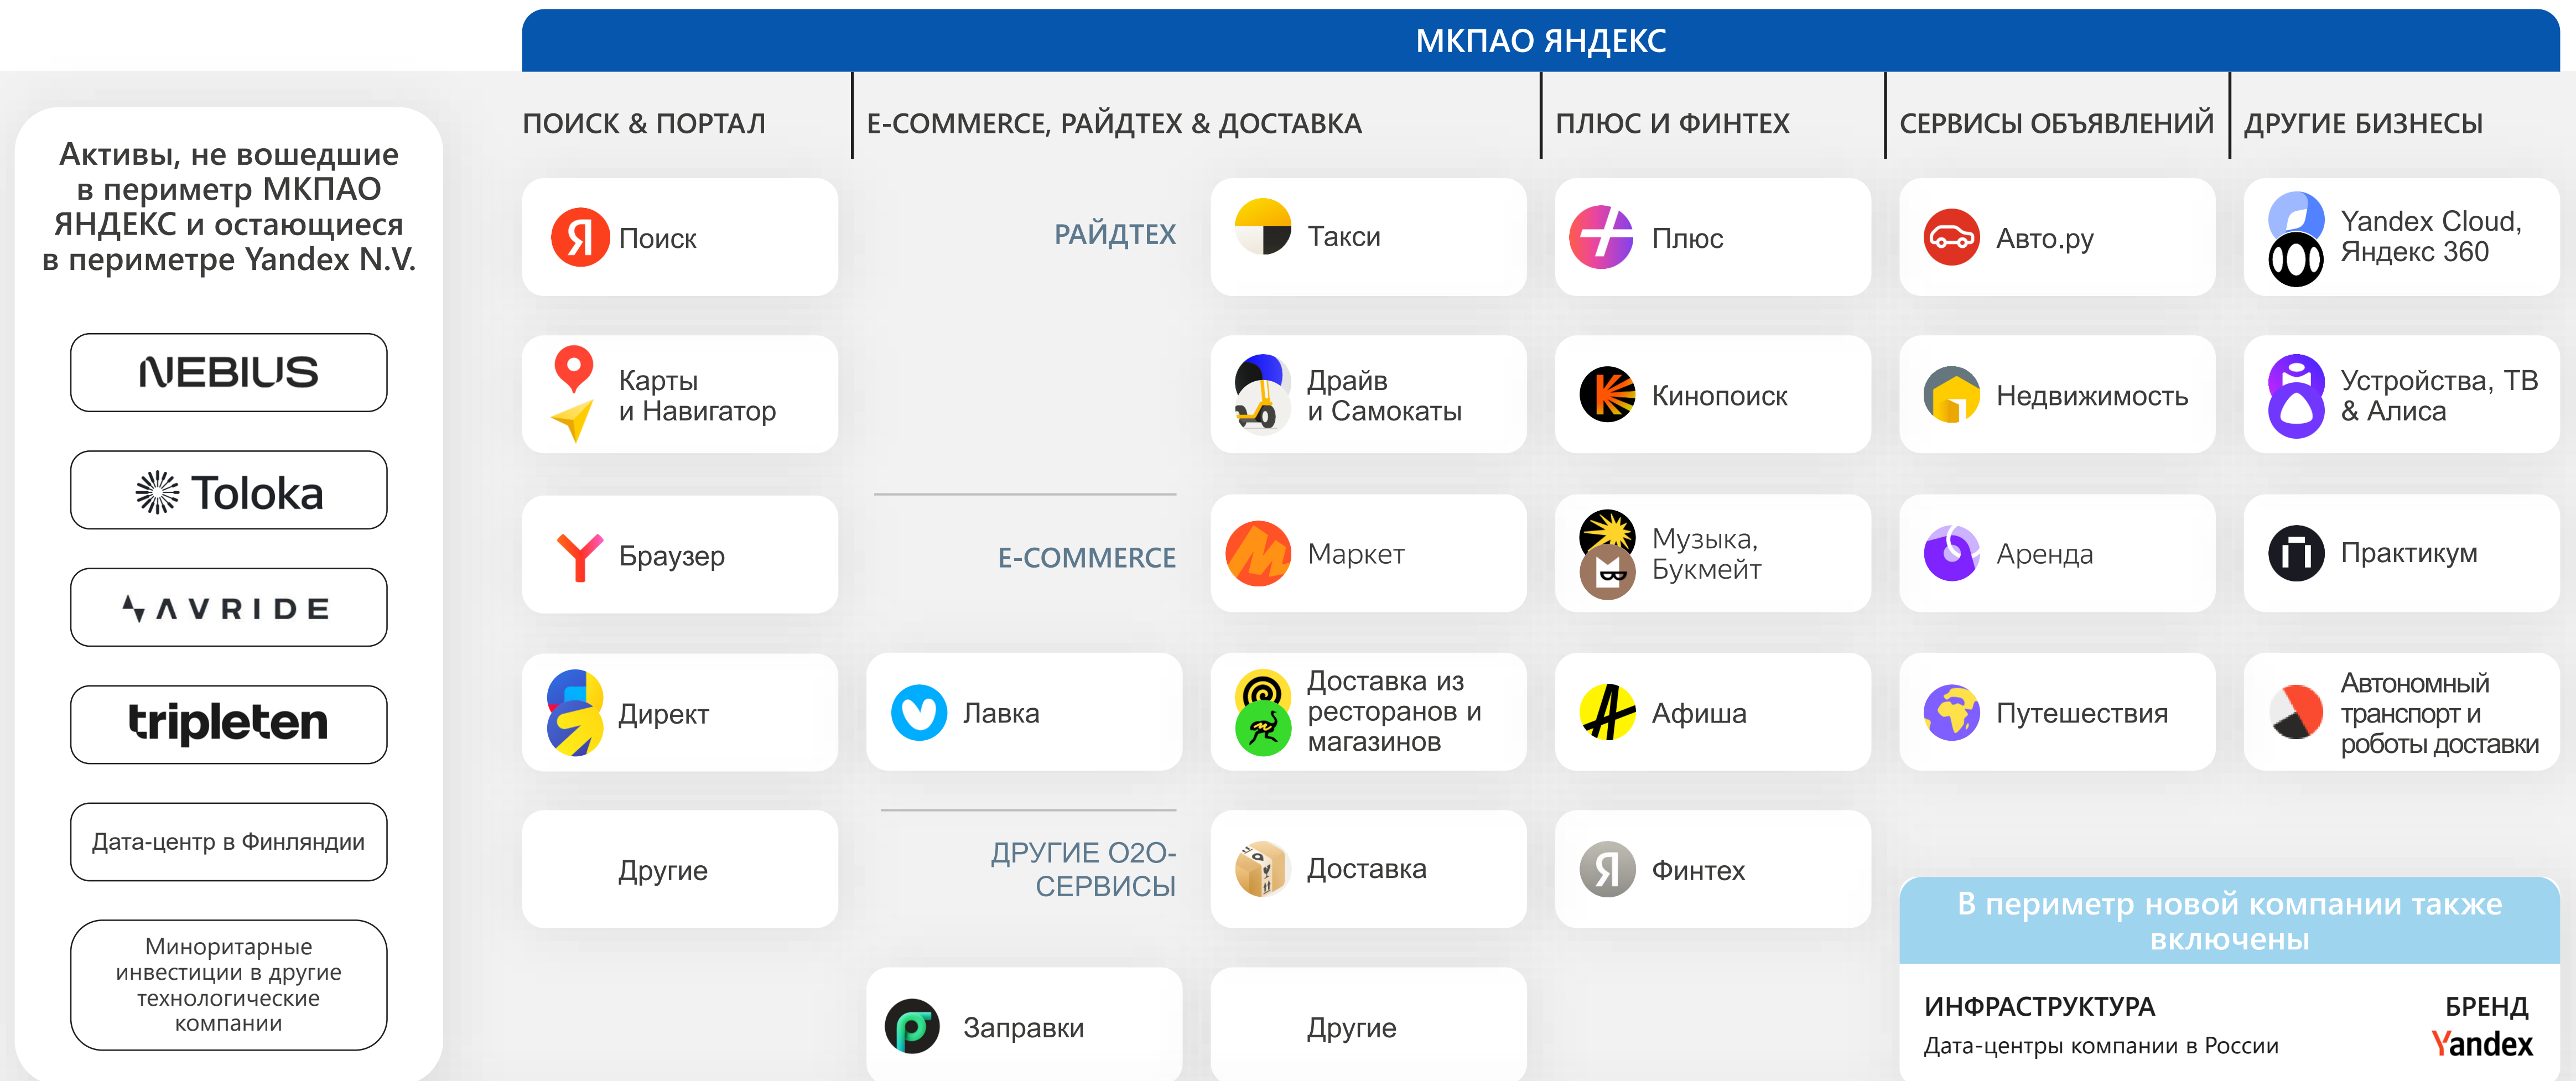 МКПАО ЯНДЕКС
Активы, не вошедшие
в периметр МКПАО
ЯНДЕКС и остающиеся
в периметре Yandex N.V.
NEBIUS
Toloka
AVRIDE
tripleten
Дата-центр в Финляндии
Миноритарные
инвестиции в другие
технологические
компании
ПОИСК & ПОРТАЛ
Поиск
Карты
и Навигатор
Браузер
Директ
Другие
E-COMMERCE, РАЙДТЕХ & ДОСТАВКА
РАЙДТЕХ
Такси
Драйв
и Самокаты
E-COMMERCE
Маркет
Лавка
Доставка из
ресторанов и
магазинов
ДРУГИЕ O2O-
СЕРВИСЫ
Доставка
Заправки
Другие
ПЛЮС И ФИНТЕХ
Плюс
Кинопоиск
Музыка,
Букмейт
Афиша
Финтех
СЕРВИСЫ ОБЪЯВЛЕНИЙ
Авто.ру
Недвижимость
Аренда
Путешествия
ДРУГИЕ БИЗНЕСЫ
Yandex Cloud,
Яндекс 360
Устройства, ТВ
& Алиса
Практикум
Автономный
транспорт и
роботы доставки
В периметр новой компании также
включены
ИНФРАСТРУКТУРА
Дата-центры компании в России
БРЕНД
Yandex